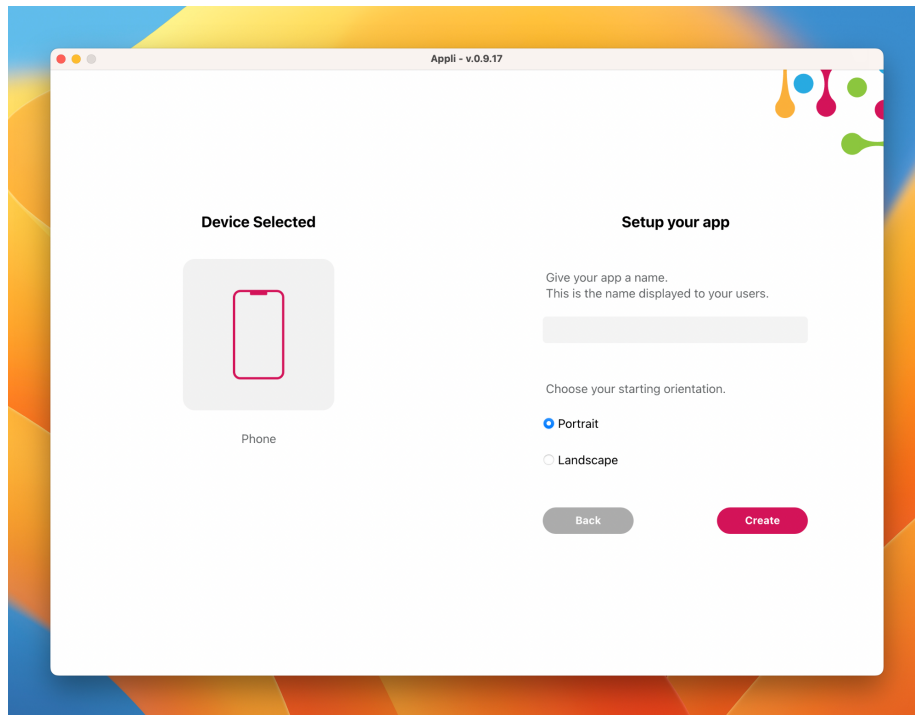 Appli - v.0.9.17
Device Selected
Phone
Setup your app
Give your app a name.
This is the name displayed to your users.
Choose your starting orientation.
Portrait
Landscape
Back
Create